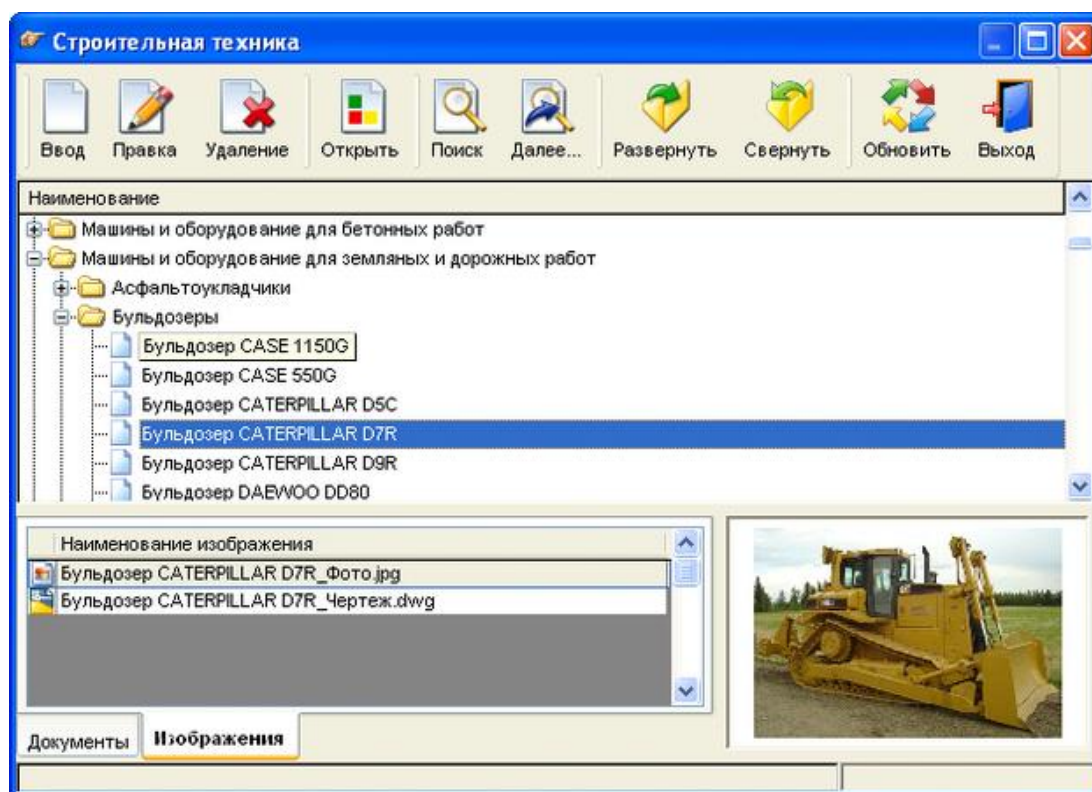 Строительная техника
Ввод Правка Удаление Открыть Поиск Далее... Развернуть Свернуть Обновить Выход
Наименование
Машины и оборудование для бетонных работ
Машины и оборудование для земляных и дорожных работ
Асфальтоукладчики
Бульдозеры
Бульдозер CASE 1150G
Бульдозер CASE 550G
Бульдозер CATERPILLAR D5C
Бульдозер CATERPILLAR D7R
Бульдозер CATERPILLAR D9R
Бульдозер DAEWOO DD80
Наименование изображения
Бульдозер CATERPILLAR D7R_Фото.jpg
Бульдозер CATERPILLAR D7R_Чертеж.dwg
Документы Изображения